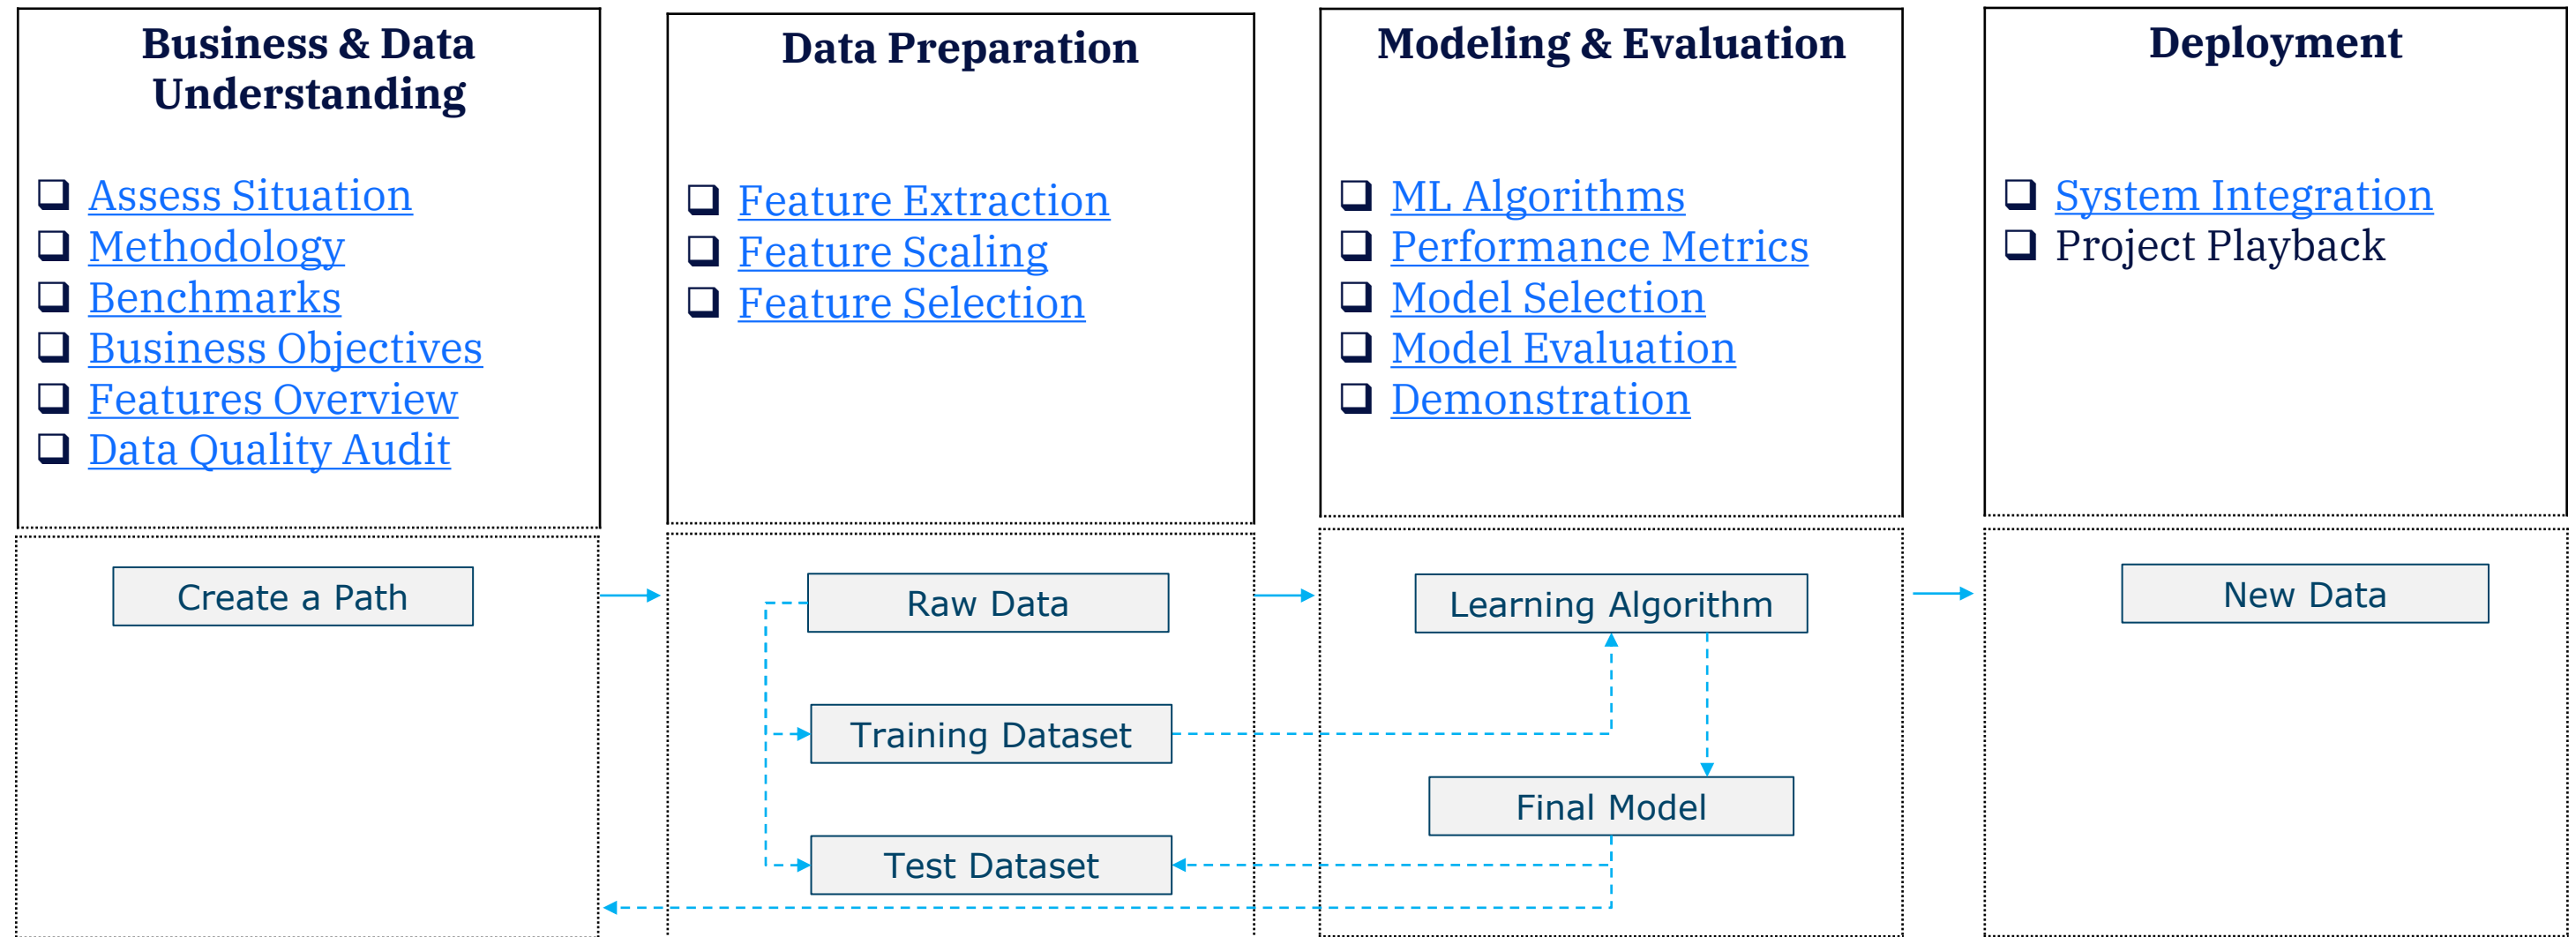 Business & Data
Understanding
Assess Situation
Methodology
Benchmarks
Business Objectives
Features Overview
Data Quality Audit
Create a Path
Data Preparation
Feature Extraction
Feature Scaling
Feature Selection
Raw Data
Training Dataset
Test Dataset
Modeling & Evaluation
ML Algorithms
Performance Metrics
Model Selection
Model Evaluation
Demonstration
Learning Algorithm
Final Model
Deployment
System Integration
Project Playback
New Data